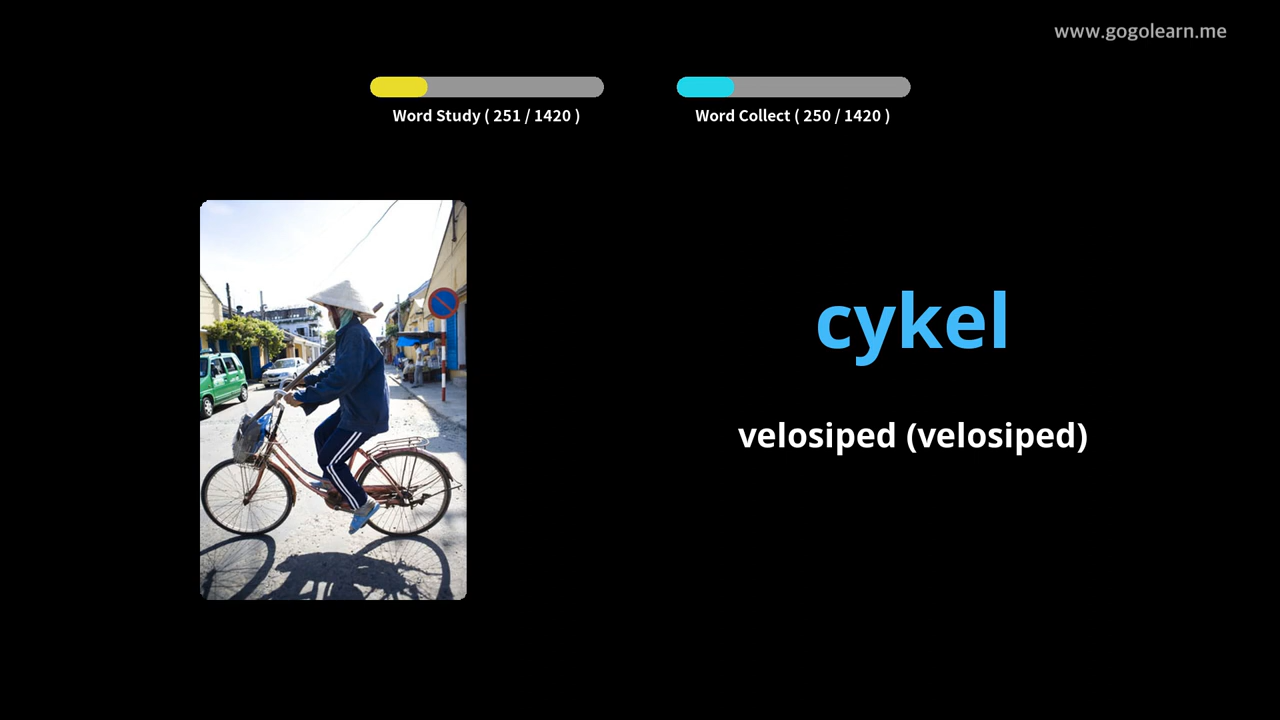 www.gogolearn.me
Word Study ( 251 / 1420 )
Word Collect ( 250 / 1420 )
cykel
velosiped (velosiped)